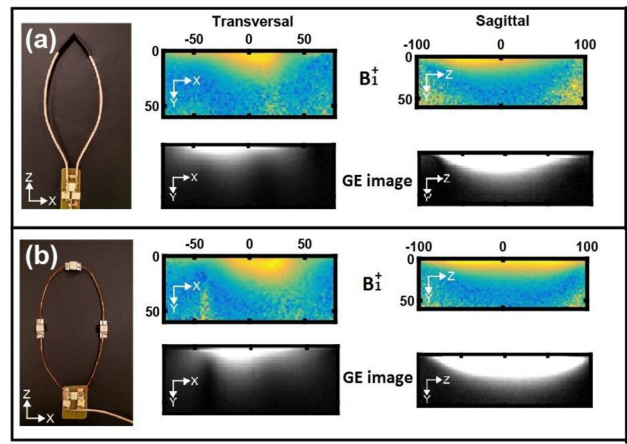 Transversal
Sagittal
(a)
-50 0 50
-100 0 100
0
50
X
Y
B1+
0
50
Z
Y
Z
X
X
Y
GE image
Z
Y
(b)
-50 0 50
-100 0 100
0
50
X
Y
B1+
0
50
Z
Y
Z
X
X
Y
GE image
Z
Y